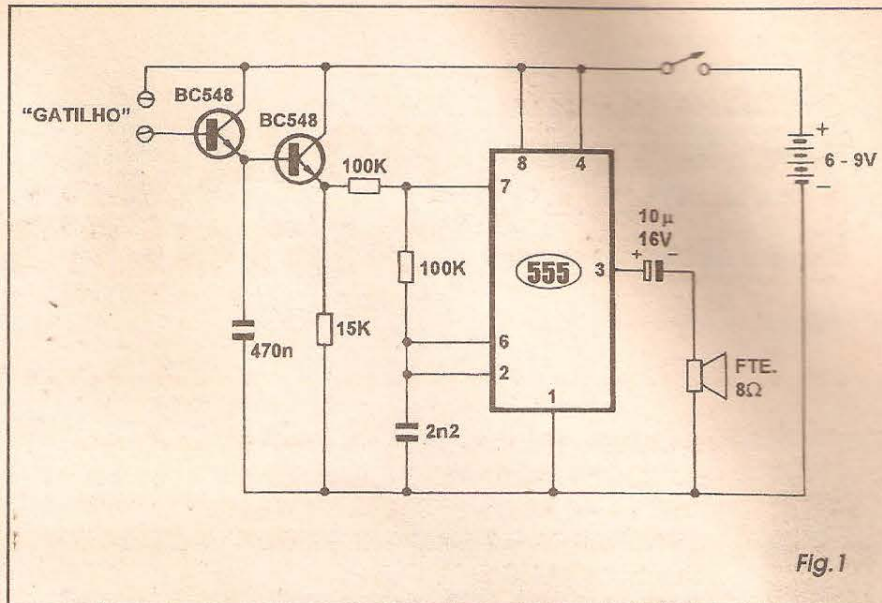 BC548
"GATILHO"
BC548
100K
8
4
+
6 - 9V
−
7
10µ
16V
+ −
555
3
100K
470n
15K
6
2
FTE.
8Ω
1
2n2
Fig.1